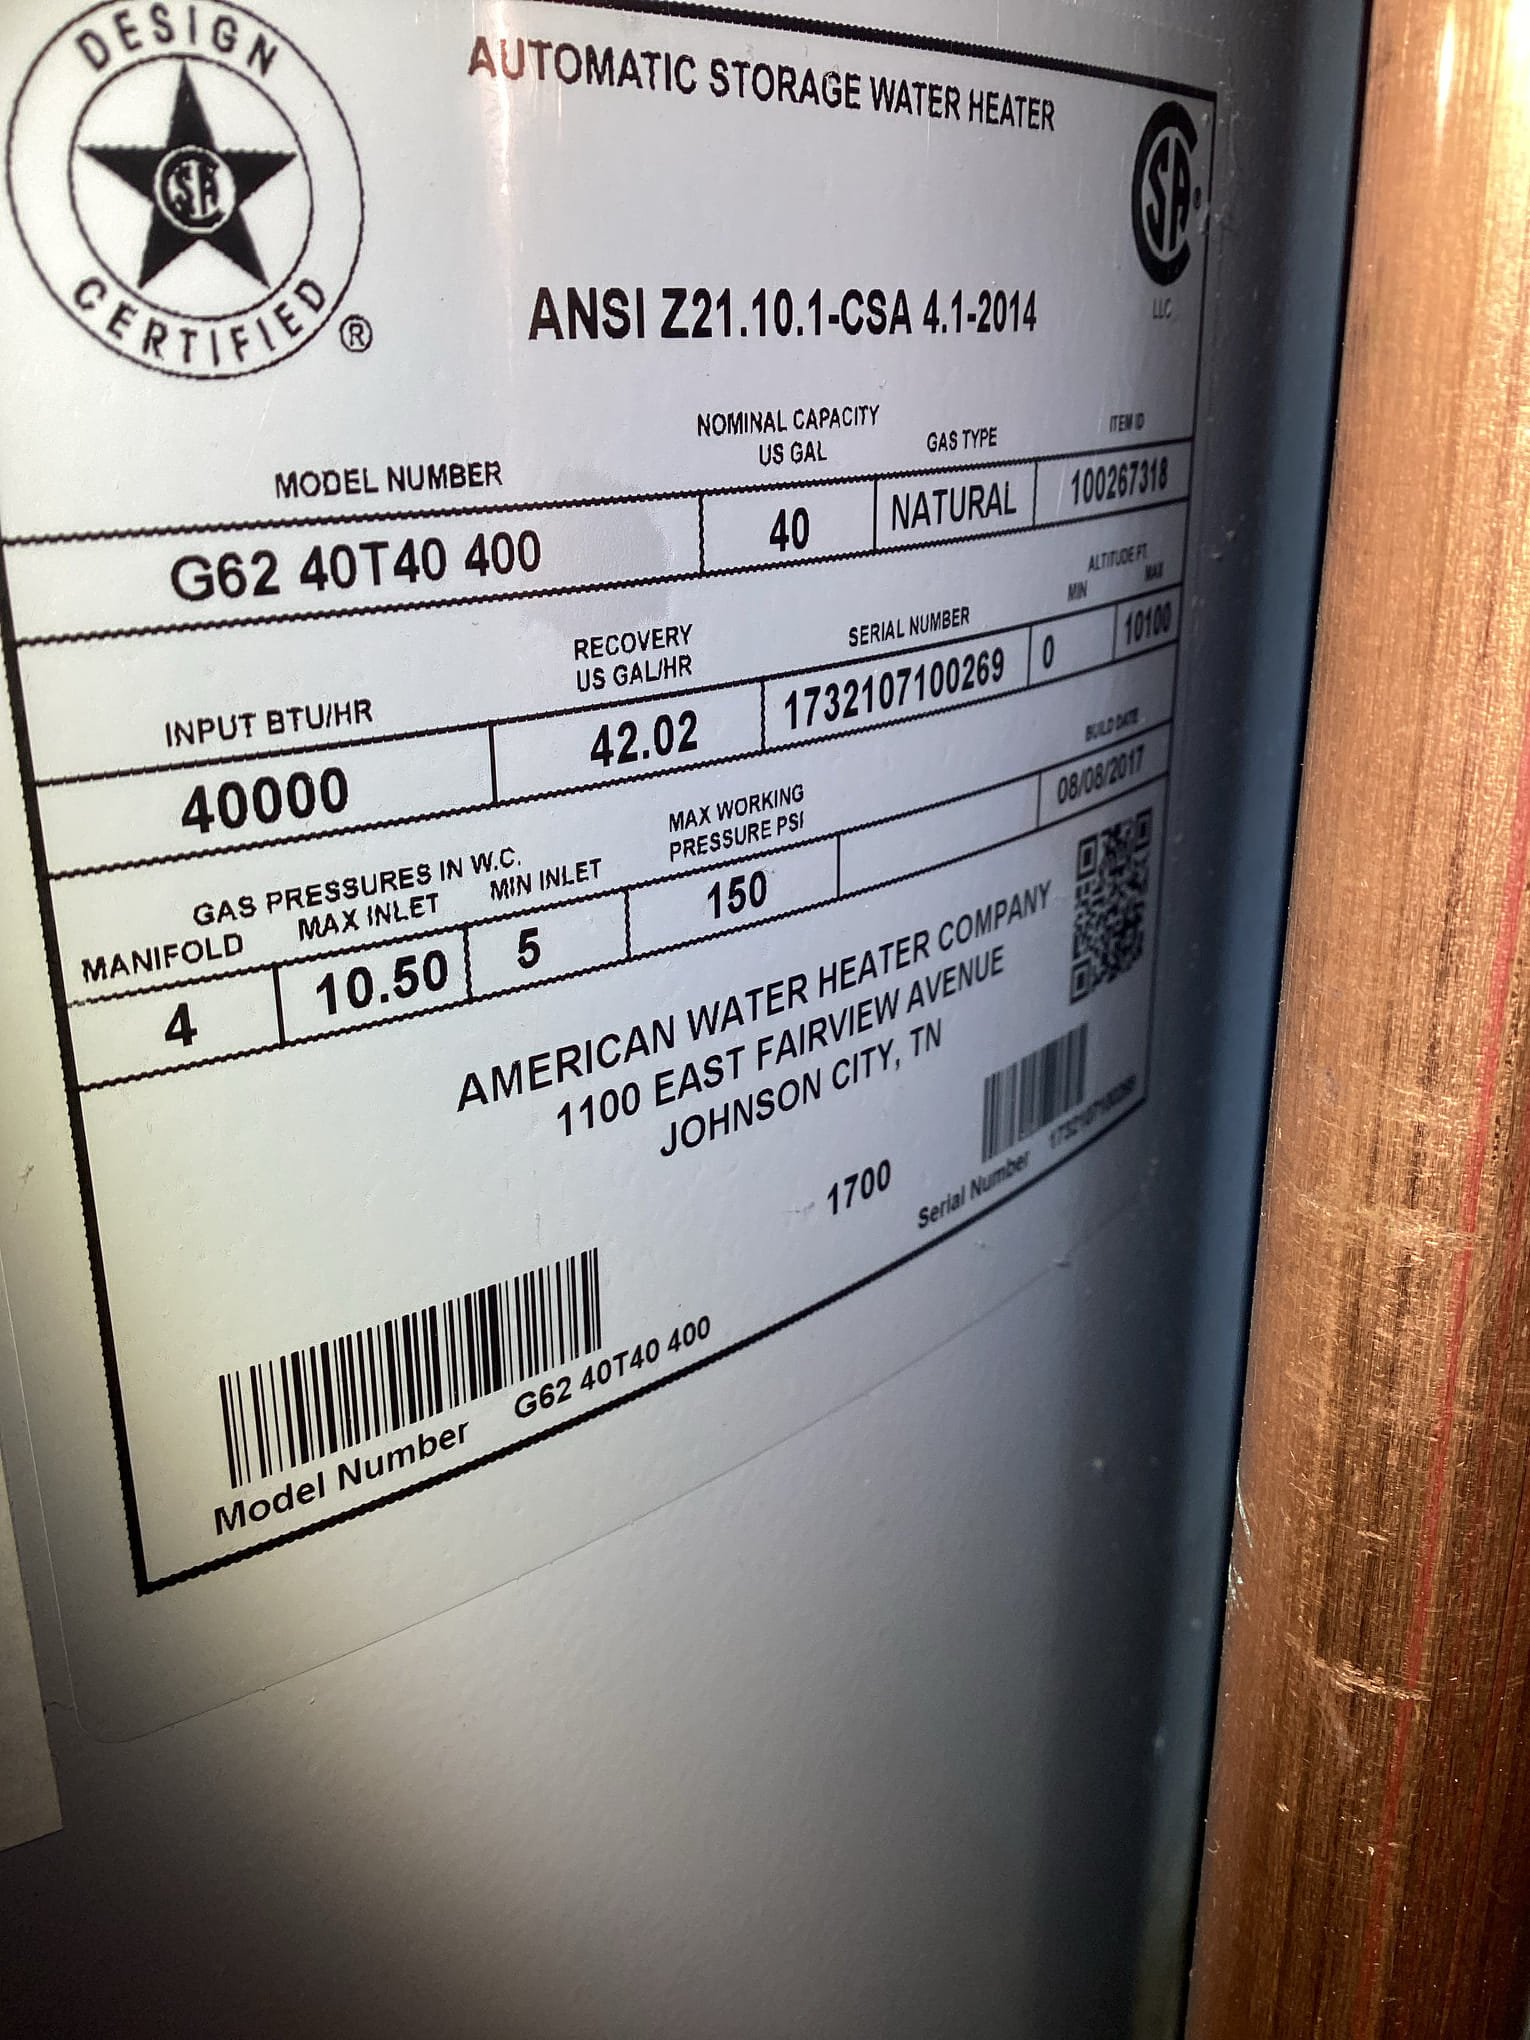 DESIGN
CSA
CERTIFIED
®
AUTOMATIC STORAGE WATER HEATER
CSA
LLC
ANSI Z21.10.1-CSA 4.1-2014
MODEL NUMBER
NOMINAL CAPACITY
US GAL
GAS TYPE
ITEM ID
G62 40T40 400
40
NATURAL
100267318
INPUT BTU/HR
RECOVERY
US GAL/HR
SERIAL NUMBER
ALTITUDE FT.
MIN
MAX
40000
42.02
1732107100269
0
10100
GAS PRESSURES IN W.C.
MANIFOLD
MAX INLET
MIN INLET
MAX WORKING
PRESSURE PSI
BUILD DATE
4
10.50
5
150
08/08/2017
AMERICAN WATER HEATER COMPANY
1100 EAST FAIRVIEW AVENUE
JOHNSON CITY, TN
1700
Serial Number 1732107100269
Model Number G62 40T40 400